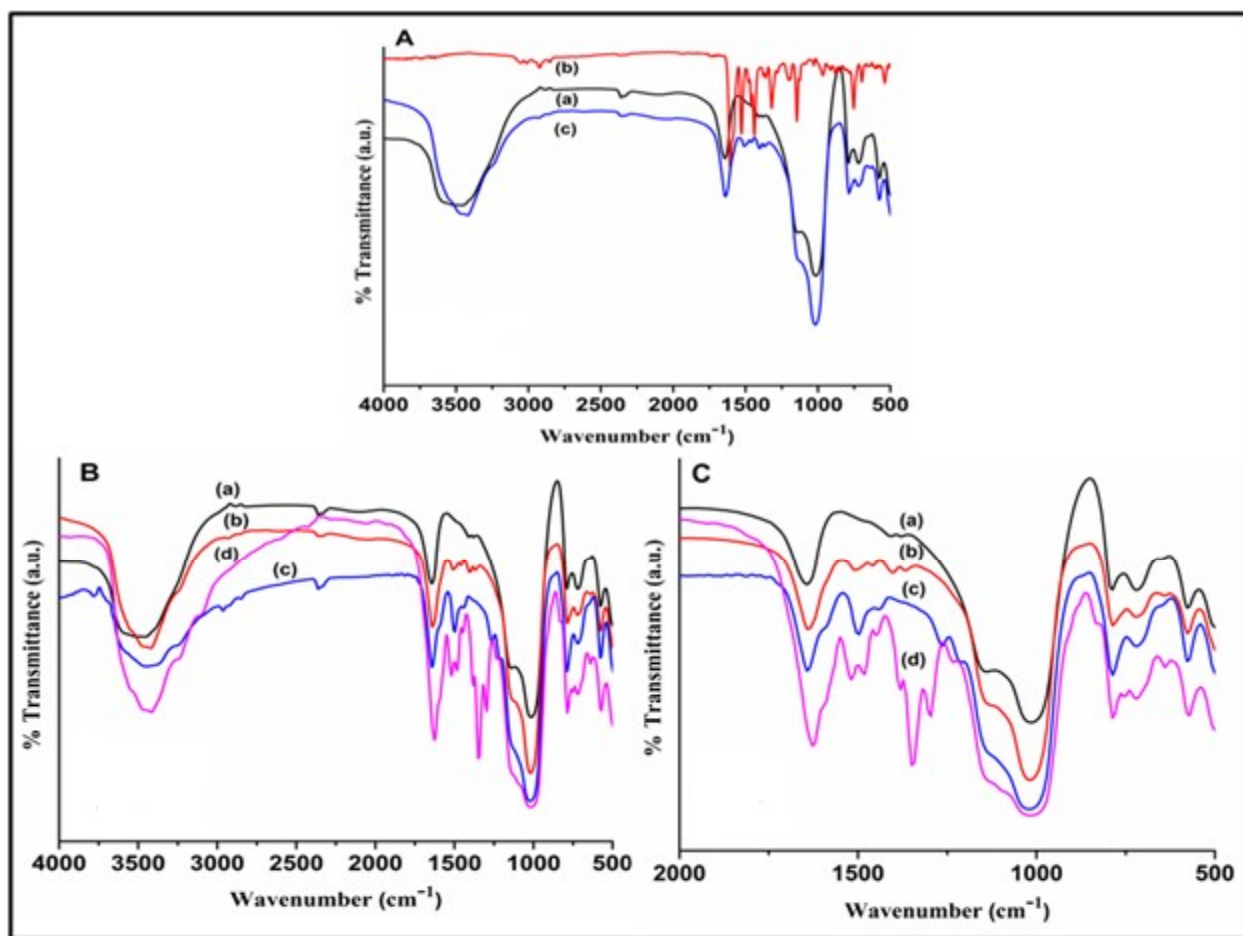 A
(b)
(a)
(c)
% Transmittance (a.u.)
4000 3500 3000 2500 2000 1500 1000 500
Wavenumber (cm⁻¹)
B
(a)
(b)
(d)
(c)
% Transmittance (a.u.)
4000 3500 3000 2500 2000 1500 1000 500
Wavenumber (cm⁻¹)
C
(a)
(b)
(c)
(d)
% Transmittance (a.u.)
2000 1500 1000 500
Wavenumber (cm⁻¹)